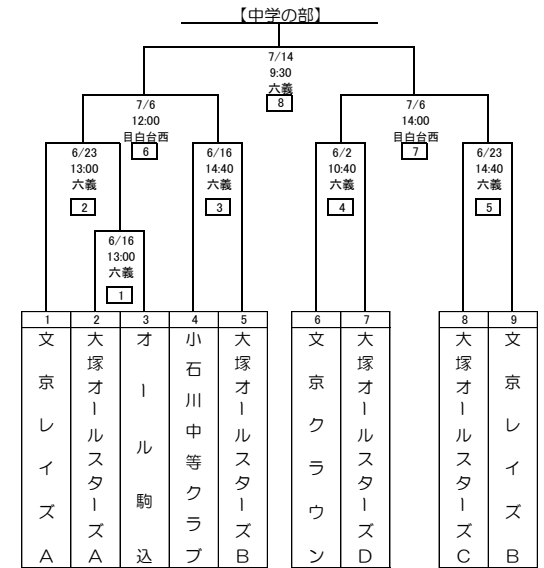 【中学の部】
7/14
9:30
六義
8
7/6
12:00
目白台西
6
7/6
14:00
目白台西
7
6/23
13:00
六義
2
6/16
14:40
六義
3
6/2
10:40
六義
4
6/23
14:40
六義
5
6/16
13:00
六義
1
1
2
3
4
5
6
7
8
9
文京レイズA
大塚オールスターズA
オール駒込
小石川中等クラブ
大塚オールスターズB
文京クラウン
大塚オールスターズD
大塚オールスターズC
文京レイズB